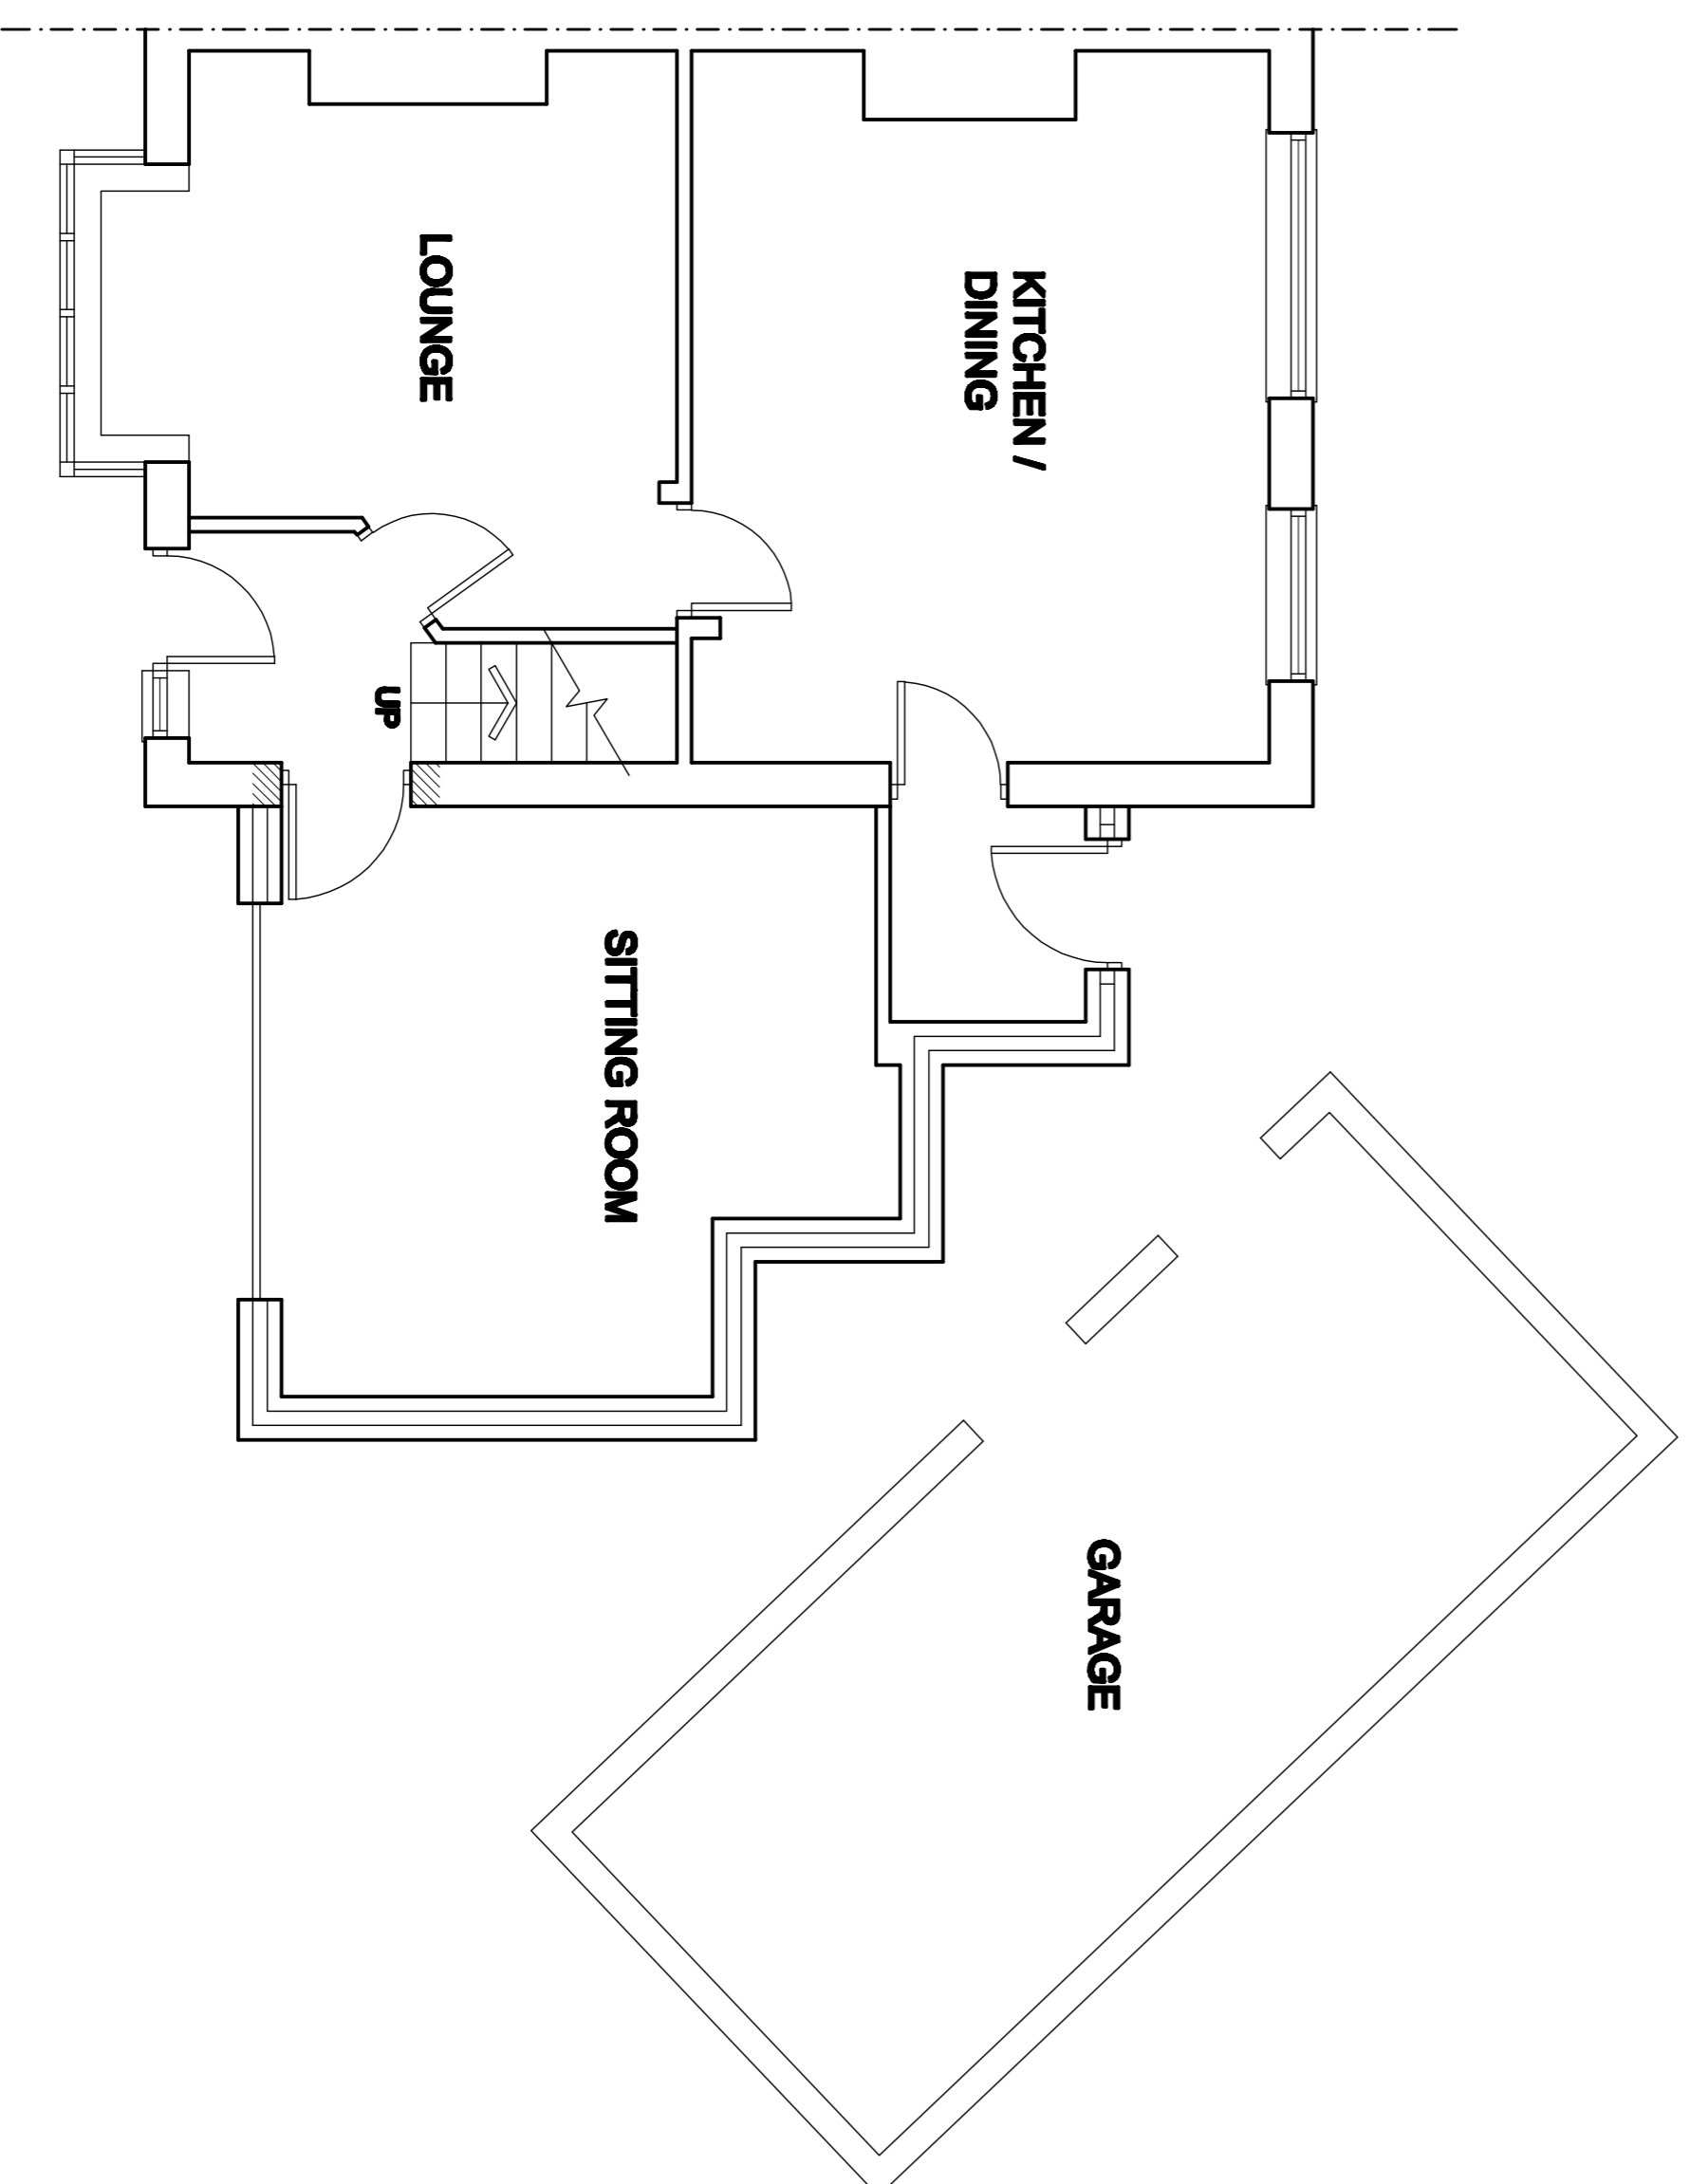 KITCHEN /
DINING
LOUNGE
UP
SITTING ROOM
GARAGE